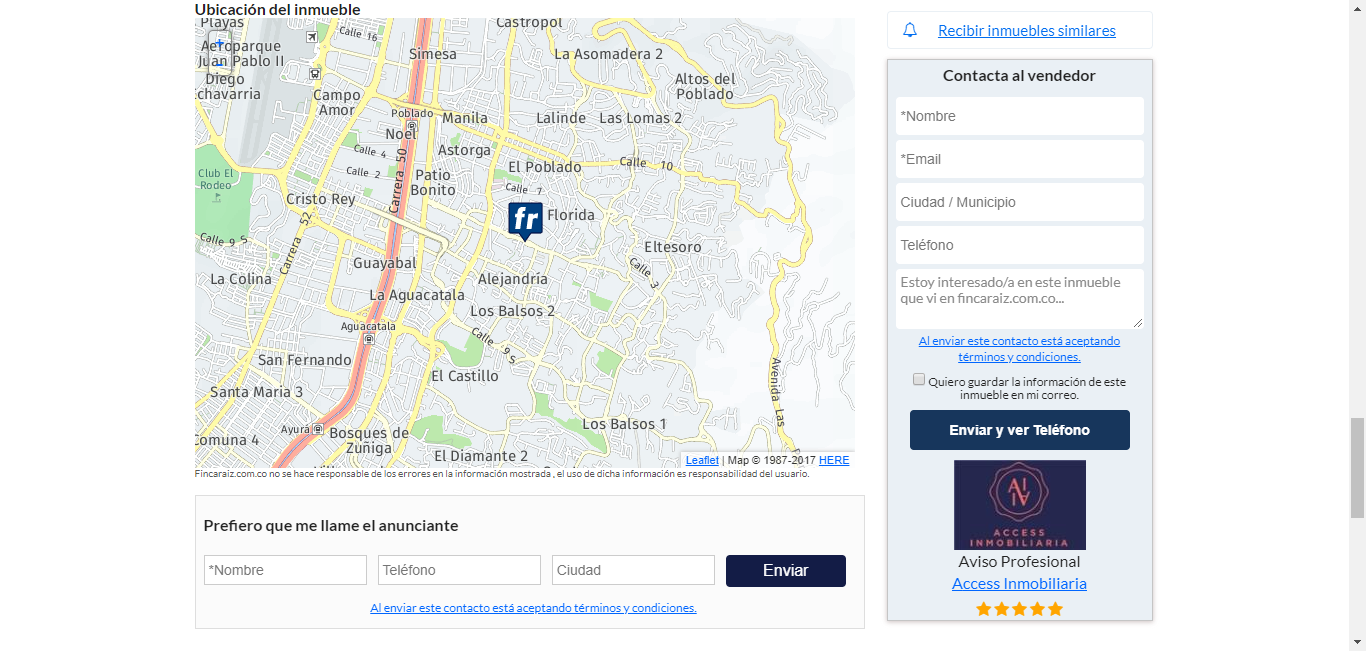 Ubicación del inmueble
Playas
Castropol
Calle 16
+
Aeroparque
Juan Pablo II
-
Diego
Echavarria
Simesa
La Asomadera 2
Altos del
Poblado
Campo
Amor
Poblado
Manila
Lalinde
Las Lomas 2
Noel
Calle 4
Astorga
Calle 10
El Poblado
Calle 2
Club El
Rodeo
Patio
Bonito
Calle 7
Carrera 50
Cristo Rey
fr
Florida
Carrera 52
Calle 9 S
Eltesoro
Guayabal
Calle 3
La Colina
Alejandría
La Aguacatala
Los Balsos 2
Aguacatala
Calle 9 S
San Fernando
El Castillo
Avenida Las
Santa Maria 3
Los Balsos 1
Ayurá
Bosques de
Zuñiga
Comuna 4
El Diamante 2
Leaflet | Map © 1987-2017 HERE
Fincaraiz.com.co no se hace responsable de los errores en la información mostrada , el uso de dicha información es responsabilidad del usuario.
Prefiero que me llame el anunciante
*Nombre
Teléfono
Ciudad
Enviar
Al enviar este contacto está aceptando términos y condiciones.
Recibir inmuebles similares
Contacta al vendedor
*Nombre
*Email
Ciudad / Municipio
Teléfono
Estoy interesado/a en este inmueble
que vi en fincaraiz.com.co...
Al enviar este contacto está aceptando
términos y condiciones.
Quiero guardar la información de este
inmueble en mi correo.
Enviar y ver Teléfono
ACCESS
INMOBILIARIA
Aviso Profesional
Access Inmobiliaria